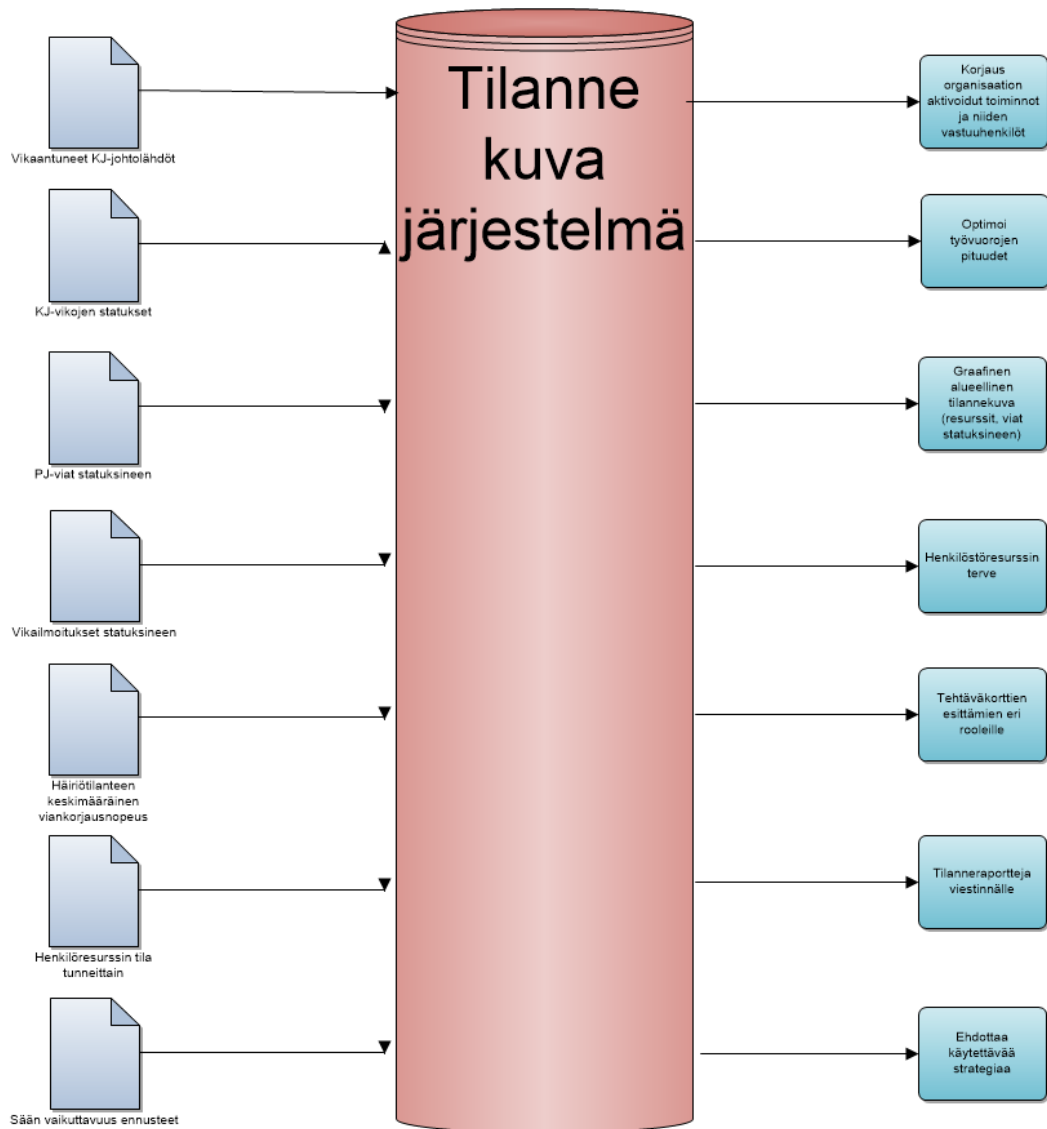 Tilanne
kuva
järjestelmä
Vikaantuneet KJ-johtolähdöt
KJ-vikojen statukset
PJ-viat statuksineen
Vikailmoitukset statuksineen
Häiriötilanteen
keskimääräinen
viankorjausnopeus
Henkilöresurssin tila
tunneittain
Sään vaikuttavuus ennusteet
Korjaus
organisaation
aktivoidut toiminnot
ja niiden
vastuuhenkilöt
Optimoi
työvuorojen
pituudet
Graafinen
alueellinen
tilannekuva
(resurssit, viat
statuksineen)
Henkilöstöresurssin
terve
Tehtäväkorttien
esittämien eri
rooleille
Tilanneraportteja
viestinnälle
Ehdottaa
käytettävää
strategiaa